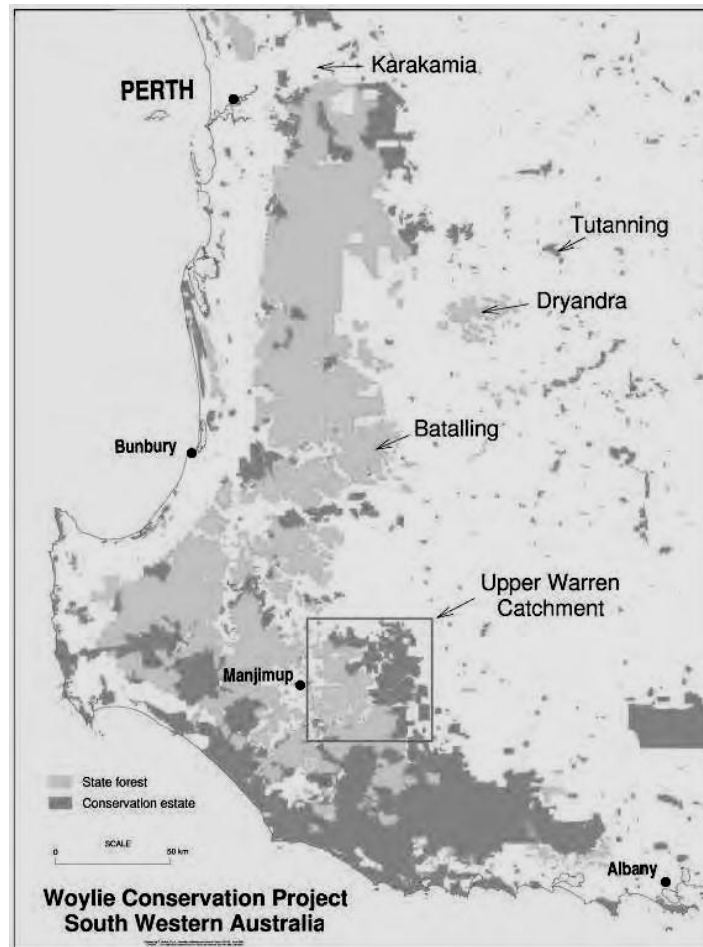 Karakamia
PERTH
Tutanning
Dryandra
Batalling
Bunbury
Upper Warren
Catchment
Manjimup
State forest
Conservation estate
SCALE
0
50 km
Albany
Woylie Conservation Project
South Western Australia